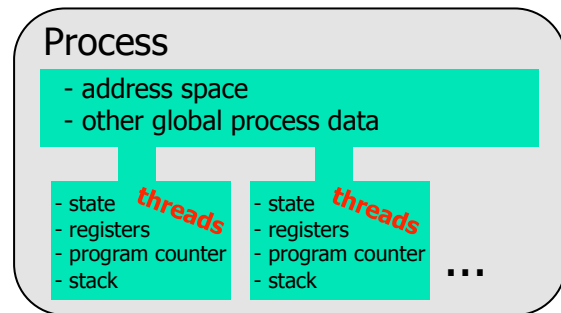 Process
- address space
- other global process data
- state
- registers
- program counter
- stack
threads
- state
- registers
- program counter
- stack
threads
...